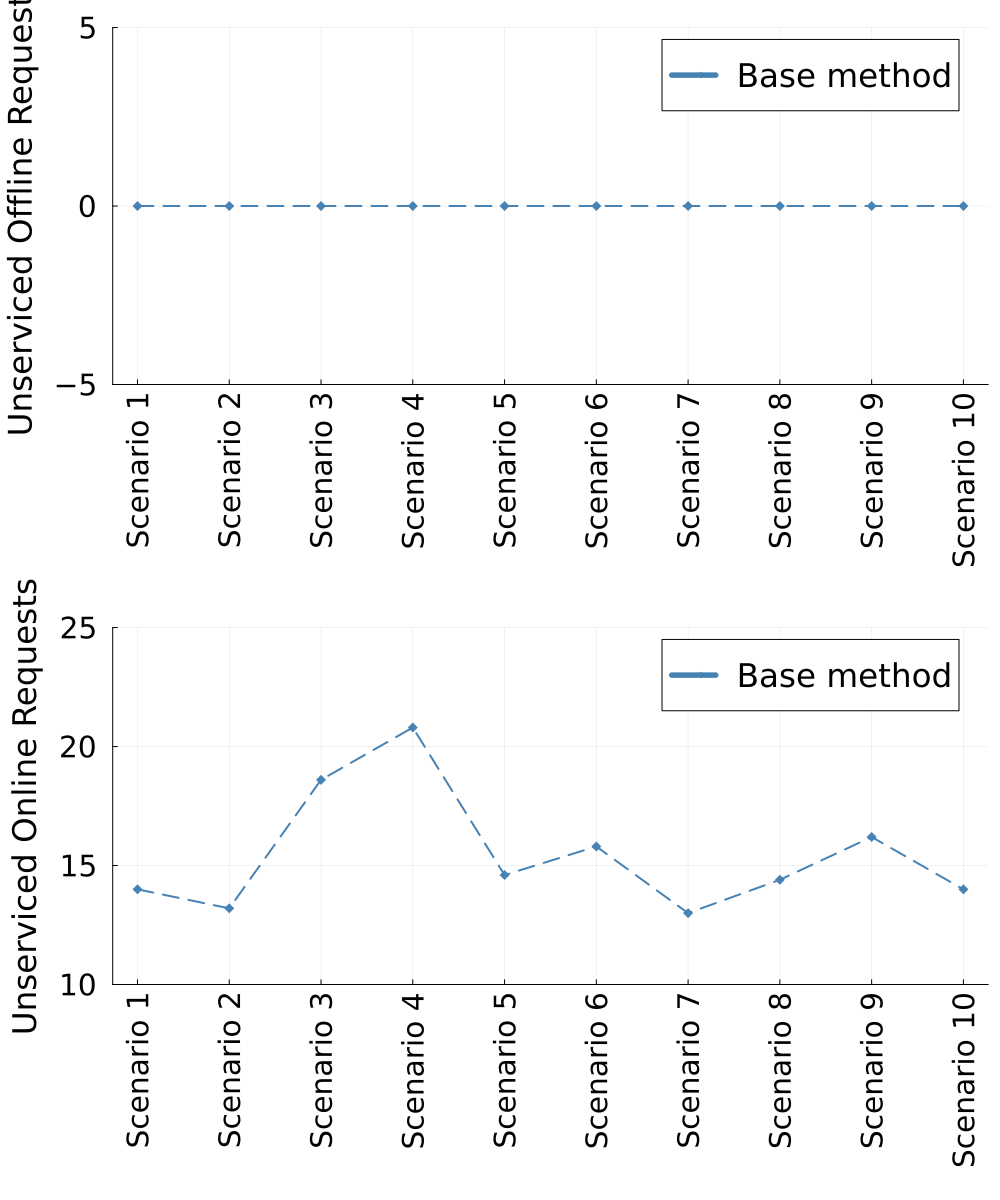 Unserviced Offline Request
5
0
−5
Base method
Scenario 1
Scenario 2
Scenario 3
Scenario 4
Scenario 5
Scenario 6
Scenario 7
Scenario 8
Scenario 9
Scenario 10
Unserviced Online Requests
25
20
15
10
Base method
Scenario 1
Scenario 2
Scenario 3
Scenario 4
Scenario 5
Scenario 6
Scenario 7
Scenario 8
Scenario 9
Scenario 10